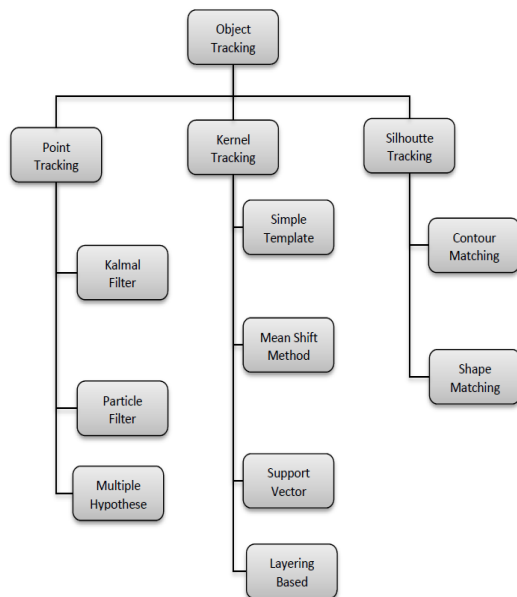 Object
Tracking
Point
Tracking
Kernel
Tracking
Silhoutte
Tracking
Kalmal
Filter
Particle
Filter
Multiple
Hypothese
Simple
Template
Mean Shift
Method
Support
Vector
Layering
Based
Contour
Matching
Shape
Matching